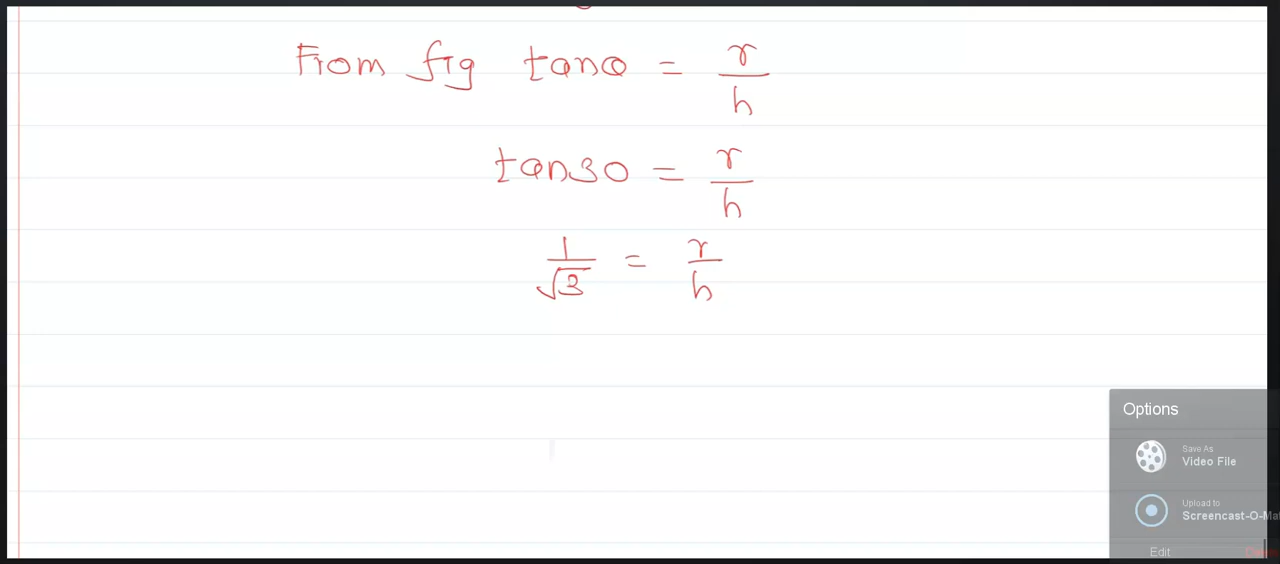 From fig tanθ = r/h
tan30 = r/h
1/√3 = r/h
Options
Save As
Video File
Upload to
Screencast-O-Ma
Edit